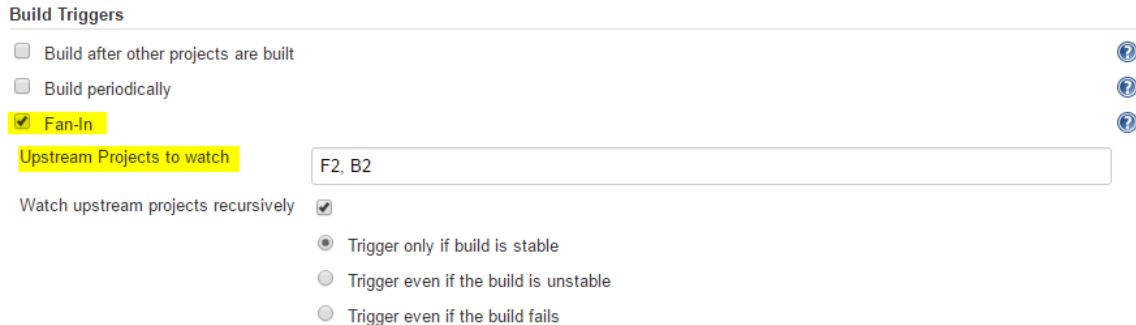 Build Triggers
Build after other projects are built
Build periodically
Fan-In
Upstream Projects to watch F2, B2
Watch upstream projects recursively
Trigger only if build is stable
Trigger even if the build is unstable
Trigger even if the build fails